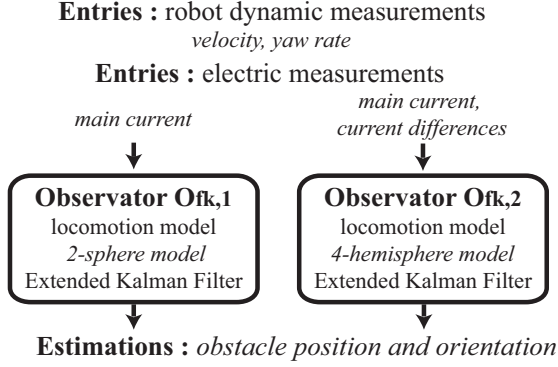 Entries : robot dynamic measurements
velocity, yaw rate
Entries : electric measurements
main current
main current,
current differences
Observator Ofk,1
locomotion model
2-sphere model
Extended Kalman Filter
Observator Ofk,2
locomotion model
4-hemisphere model
Extended Kalman Filter
Estimations : obstacle position and orientation